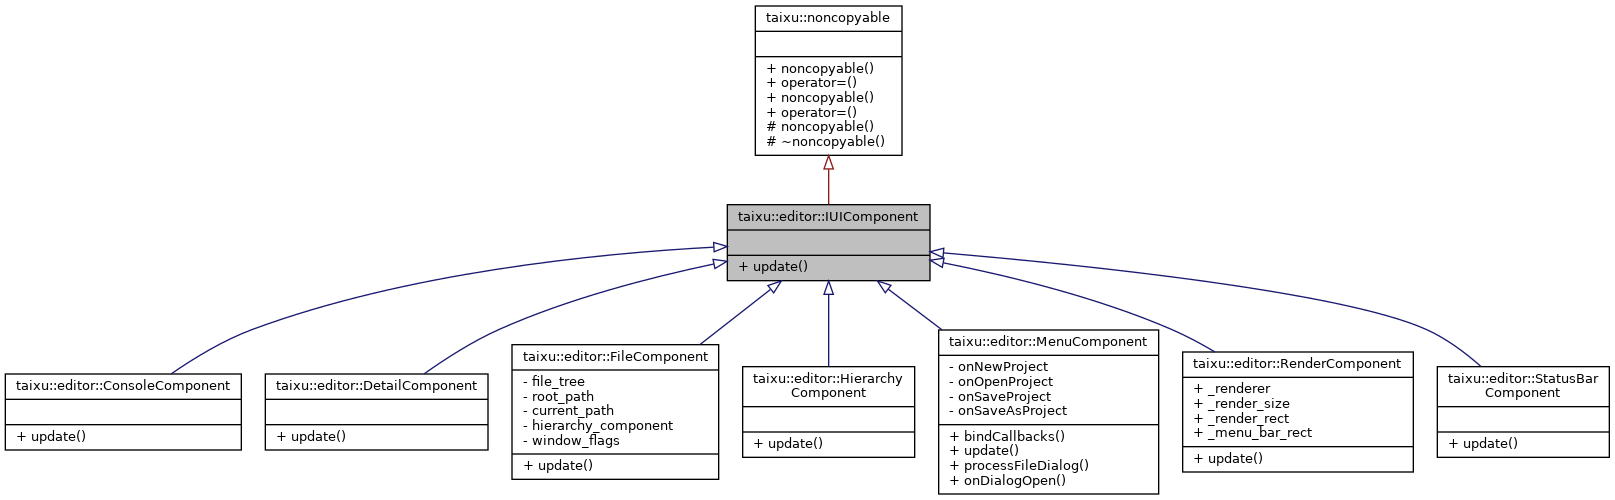 taixu::noncopyable
+ noncopyable()
+ operator=()
+ noncopyable()
+ operator=()
# noncopyable()
# ~noncopyable()
taixu::editor::IUIComponent
+ update()
taixu::editor::ConsoleComponent
+ update()
taixu::editor::DetailComponent
+ update()
taixu::editor::FileComponent
- file_tree
- root_path
- current_path
- hierarchy_component
- window_flags
+ update()
taixu::editor::Hierarchy
Component
+ update()
taixu::editor::MenuComponent
- onNewProject
- onOpenProject
- onSaveProject
- onSaveAsProject
+ bindCallbacks()
+ update()
+ processFileDialog()
+ onDialogOpen()
taixu::editor::RenderComponent
+ _renderer
+ _render_size
+ _render_rect
+ _menu_bar_rect
+ update()
taixu::editor::StatusBar
Component
+ update()